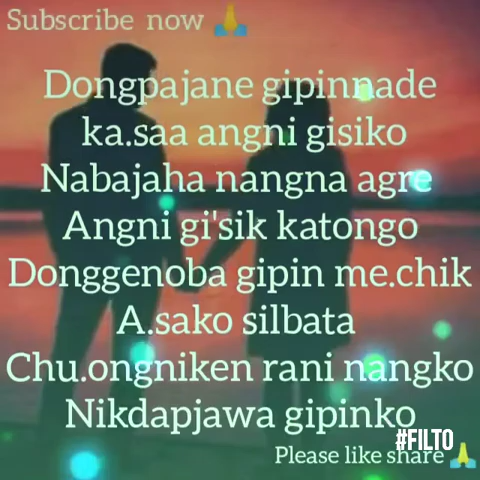 Subscribe now 🙏
Dongpajane gipinnade
ka.saa angni gisiko
Nabajaha nangna agre
Angni gi'sik katongo
Donggenoba gipin me.chik
A.sako silbata
Chu.ongniken rani nangko
Nikdapjawa gipinko
#FILTO
Please like share 🙏